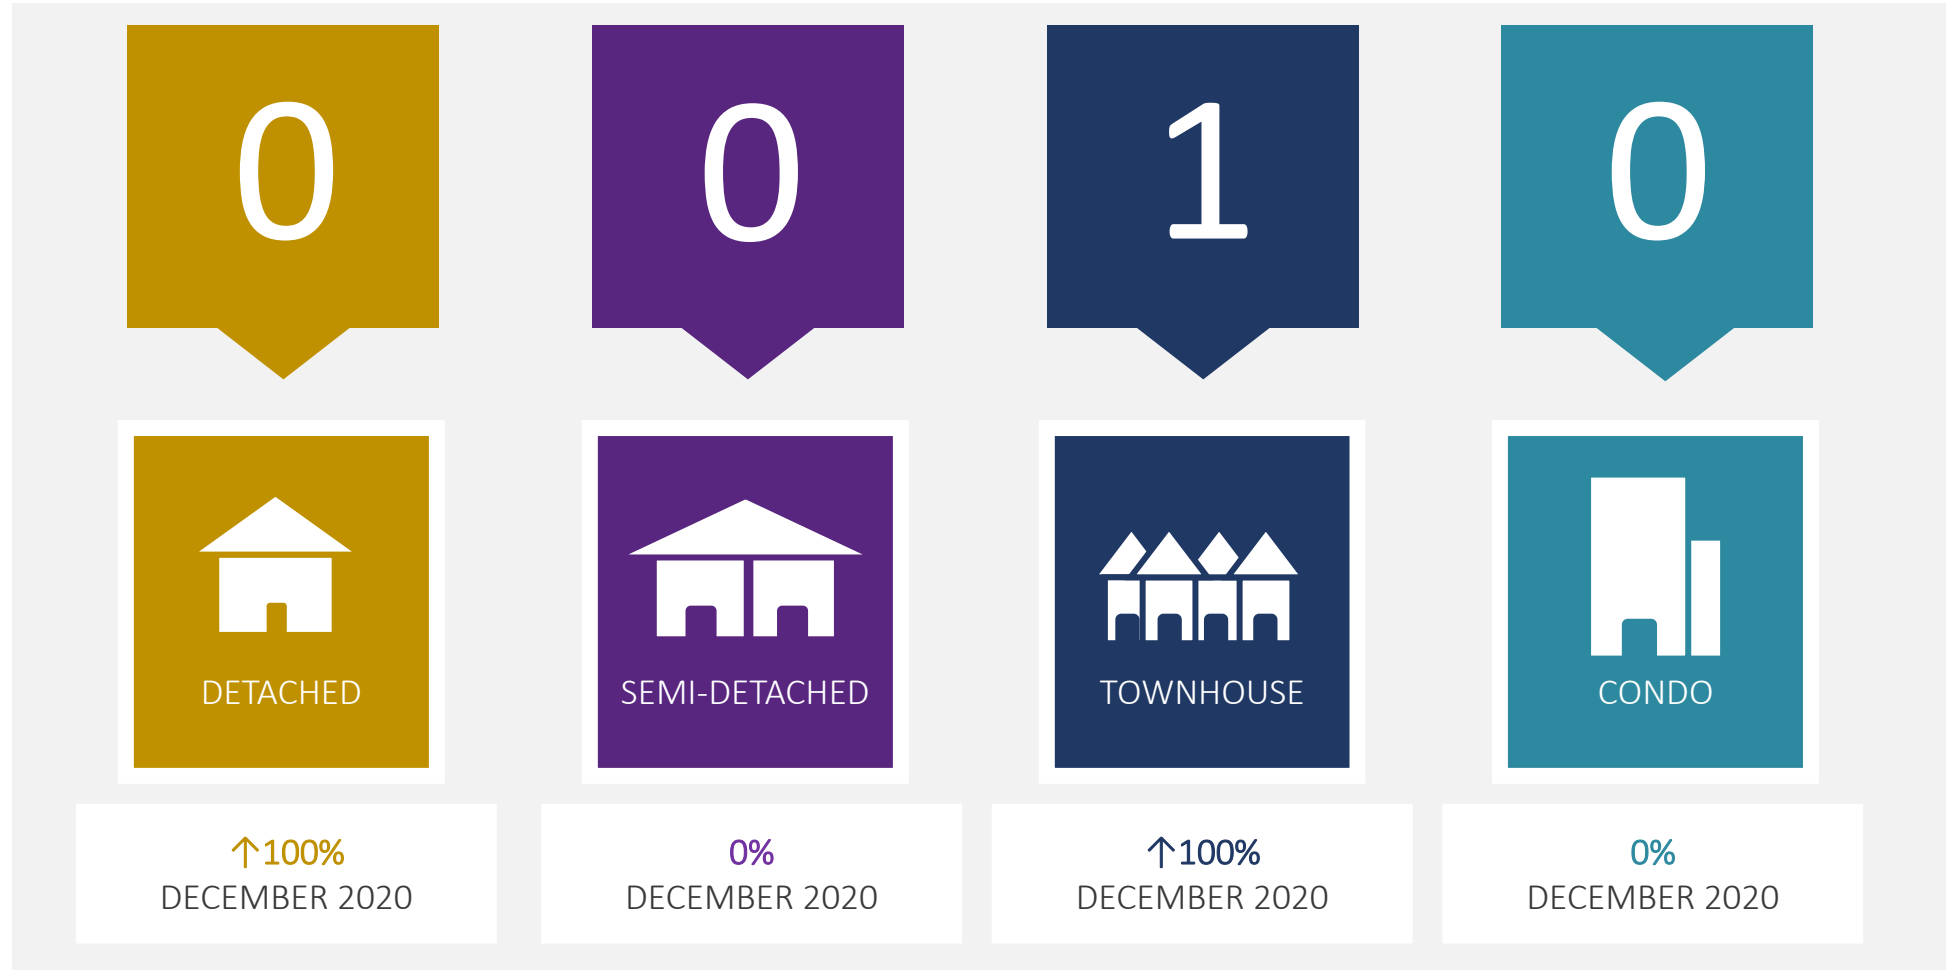 0
0
1
0
DETACHED
SEMI-DETACHED
TOWNHOUSE
CONDO
↑100%
DECEMBER 2020
0%
DECEMBER 2020
↑100%
DECEMBER 2020
0%
DECEMBER 2020